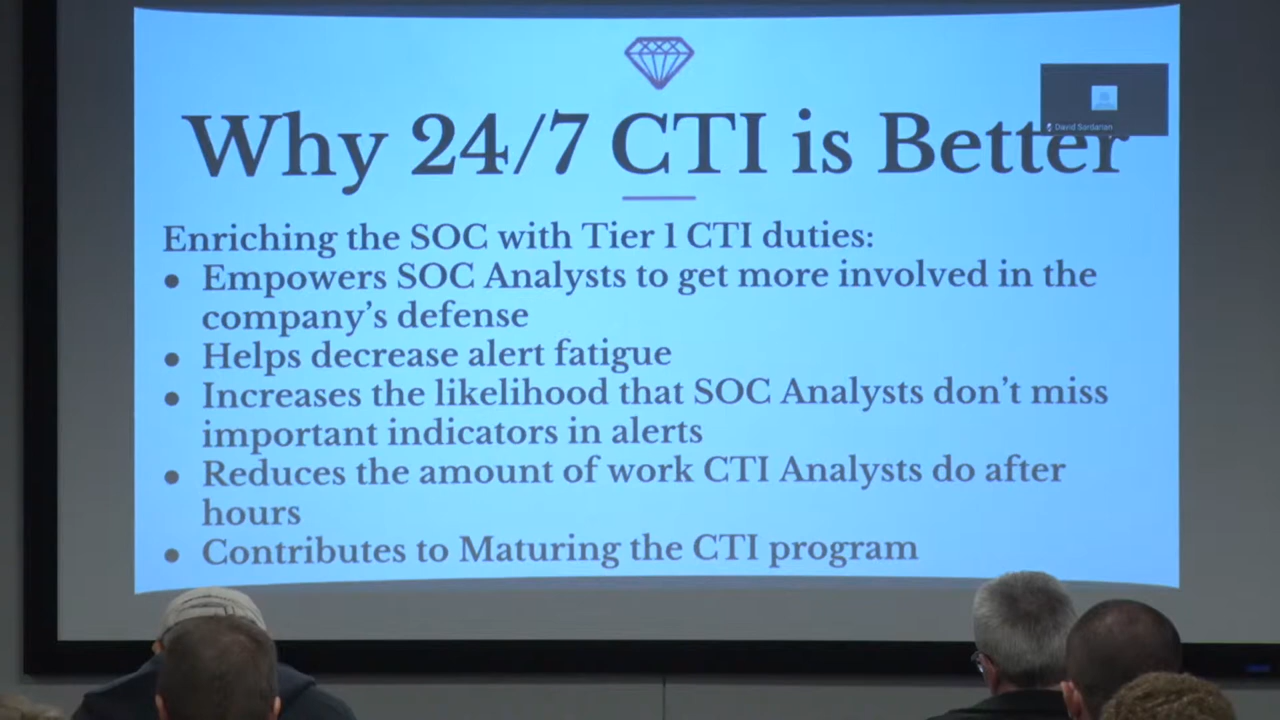 Why 24/7 CTI is Better
David Sardarian
Enriching the SOC with Tier 1 CTI duties:
● Empowers SOC Analysts to get more involved in the
company's defense
● Helps decrease alert fatigue
● Increases the likelihood that SOC Analysts don't miss
important indicators in alerts
● Reduces the amount of work CTI Analysts do after
hours
● Contributes to Maturing the CTI program